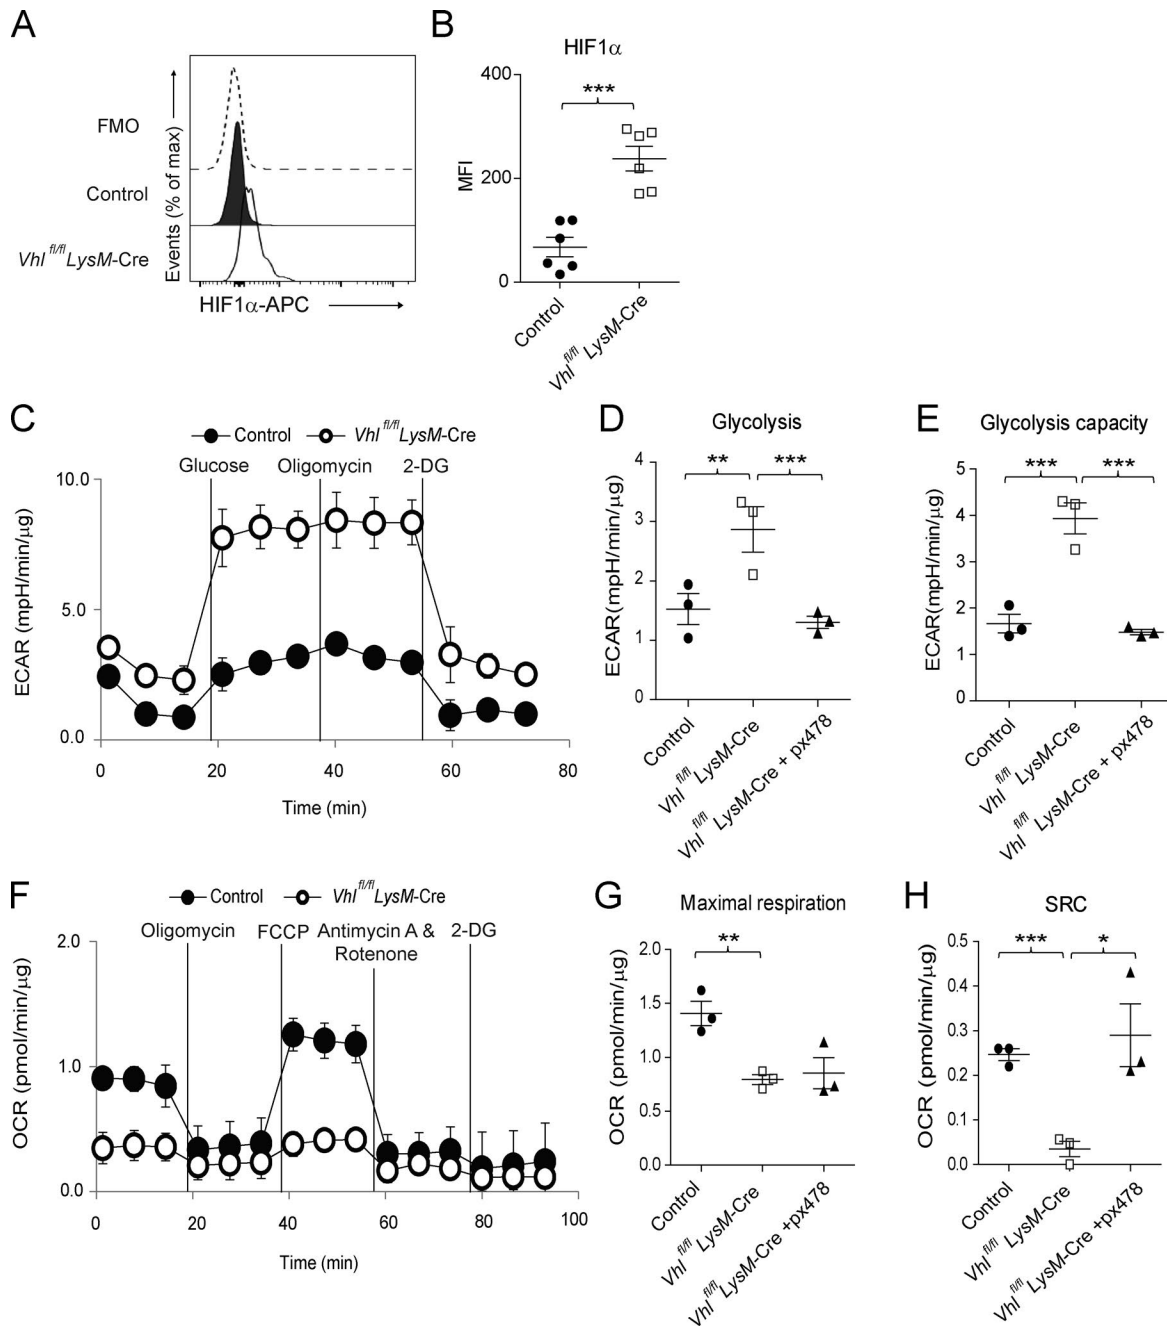 A
FMO
Control
Vhl fl/fl LysM-Cre
Events (% of max)
HIF1α-APC
B
HIF1α
***
400
200
0
MFI
Control
Vhl fl/fl LysM-Cre
C
Control
Vhl fl/fl LysM-Cre
Glucose
Oligomycin
2-DG
10.0
5.0
0.0
ECAR (mpH/min/µg)
0
20
40
60
80
Time (min)
D
Glycolysis
**
***
4
3
2
1
0
ECAR(mpH/min/µg)
Control
Vhl fl/fl LysM-Cre
Vhl fl/fl LysM-Cre + px478
E
Glycolysis capacity
***
***
5
4
3
2
1
0
ECAR(mpH/min/µg)
Control
Vhl fl/fl LysM-Cre
Vhl fl/fl LysM-Cre + px478
F
Control
Vhl fl/fl LysM-Cre
Oligomycin
FCCP
Antimycin A &
Rotenone
2-DG
2.0
1.0
0.0
OCR (pmol/min/µg)
0
20
40
60
80
100
Time (min)
G
Maximal respiration
**
2.0
1.5
1.0
0.5
0.0
OCR (pmol/min/µg)
Control
Vhl fl/fl LysM-Cre
Vhl fl/fl LysM-Cre +px478
H
SRC
***
*
0.5
0.4
0.3
0.2
0.1
0.0
OCR (pmol/min/µg)
Control
Vhl fl/fl LysM-Cre
Vhl fl/fl LysM-Cre +px478